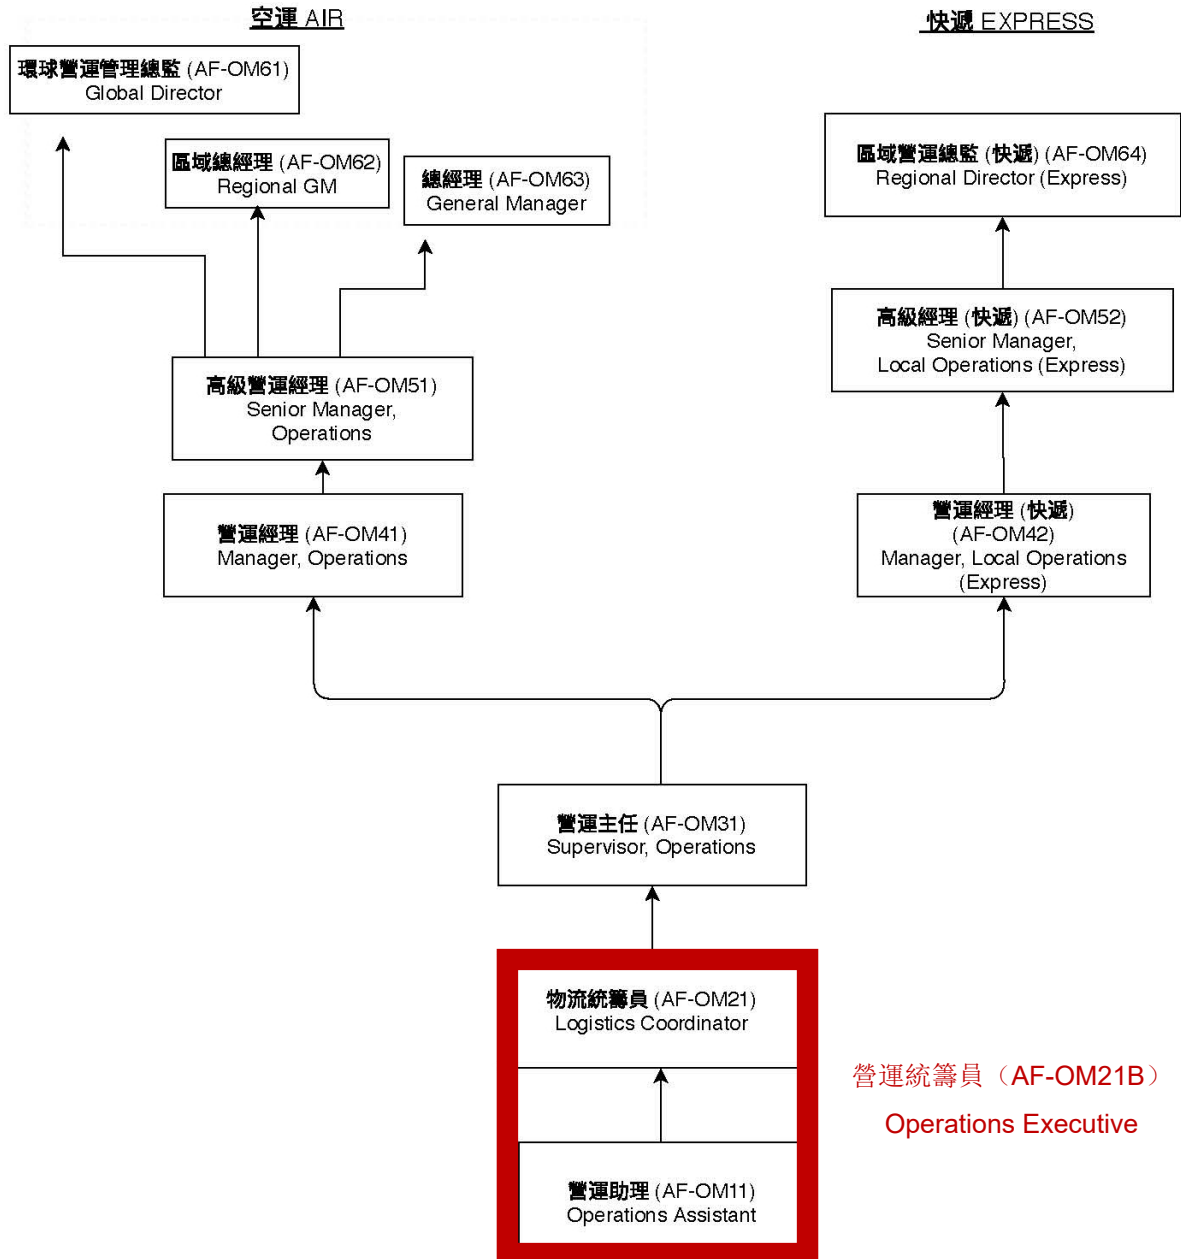 空運 AIR
快遞 EXPRESS
環球營運管理總監 (AF-OM61)
Global Director
區域總經理 (AF-OM62)
Regional GM
總經理 (AF-OM63)
General Manager
區域營運總監 (快遞) (AF-OM64)
Regional Director (Express)
高級經理 (快遞) (AF-OM52)
Senior Manager,
Local Operations (Express)
高級營運經理 (AF-OM51)
Senior Manager,
Operations
營運經理 (AF-OM41)
Manager, Operations
營運經理 (快遞)
(AF-OM42)
Manager, Local Operations
(Express)
營運主任 (AF-OM31)
Supervisor, Operations
物流統籌員 (AF-OM21)
Logistics Coordinator
營運統籌員（AF-OM21B）
Operations Executive
營運助理 (AF-OM11)
Operations Assistant